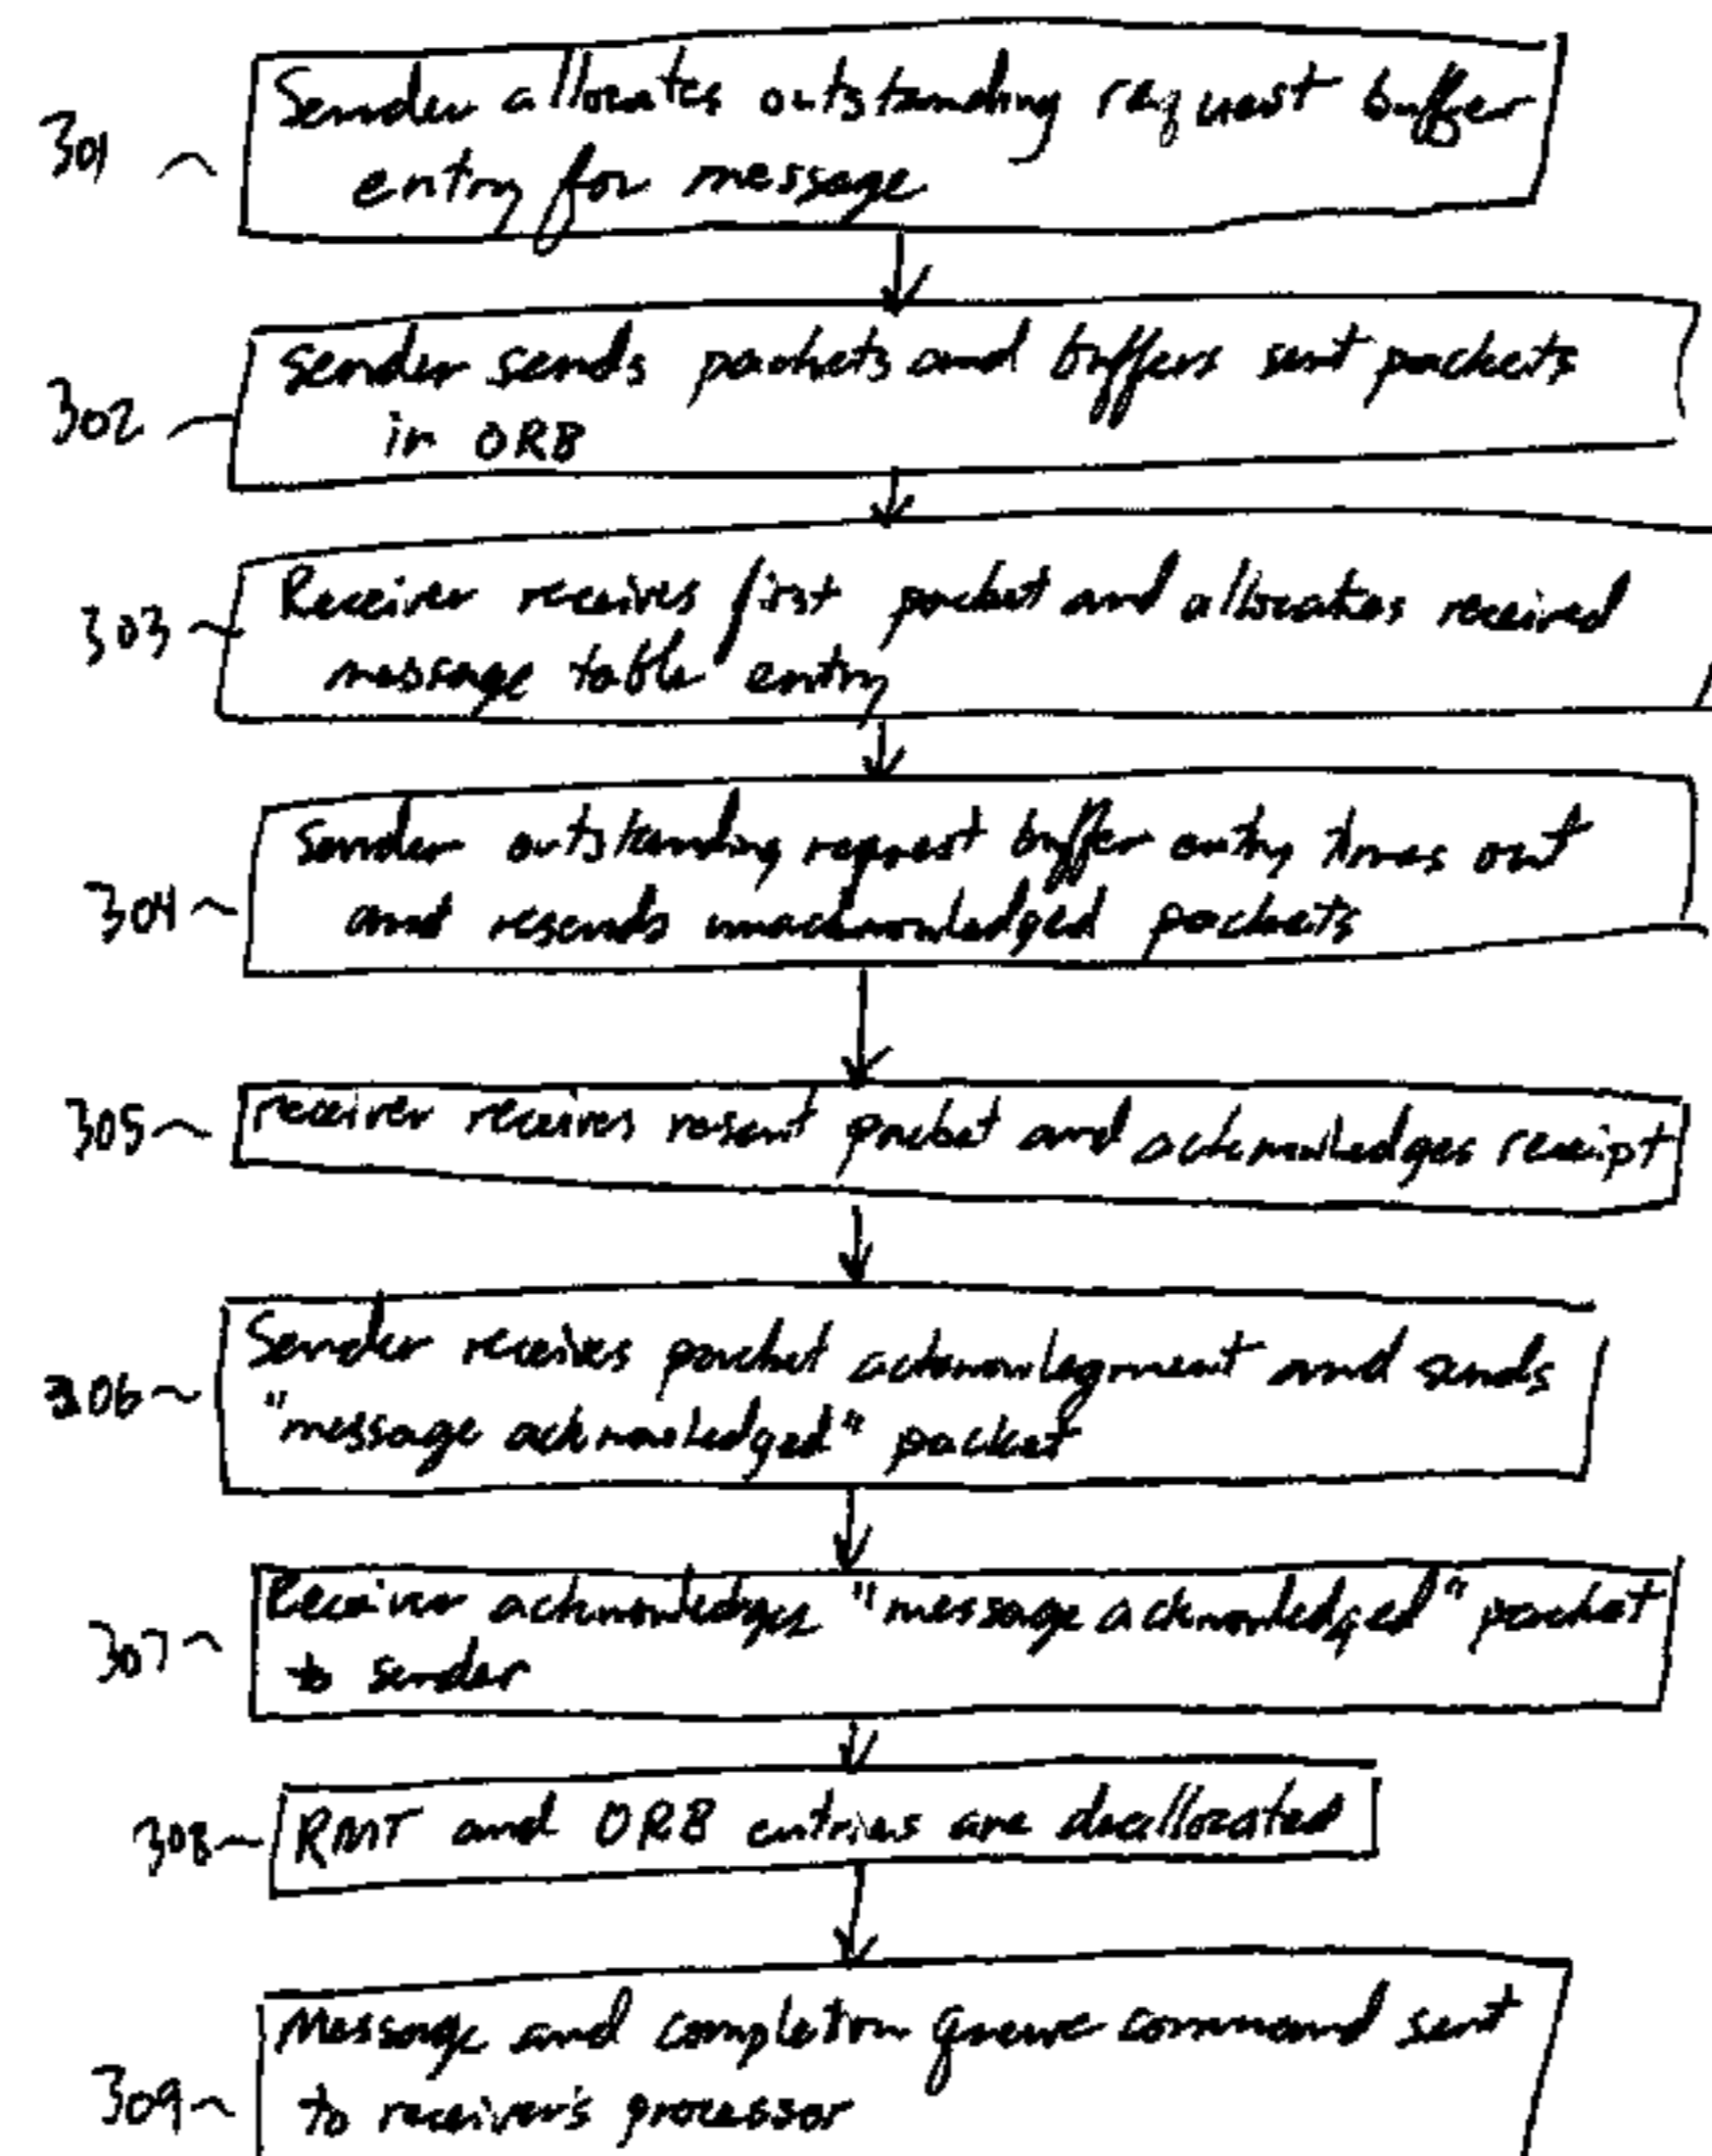 301 Sender allocates outstanding request buffer
entry for message
302 Sender sends packets and buffers sent packets
in ORB
303 Receiver receives first packet and allocates received
message table entry
304 Sender outstanding request buffer entry times out
and resends unacknowledged packets
305 receiver receives resent packet and acknowledges receipt
306 Sender receives packet acknowlegment and sends
"message acknowledged" packet
307 Receiver acknowledges "message acknowledged" packet
to sender
308 RMT and ORB entries are deallocated
309 Message and completion queue command sent
to receiver's processor